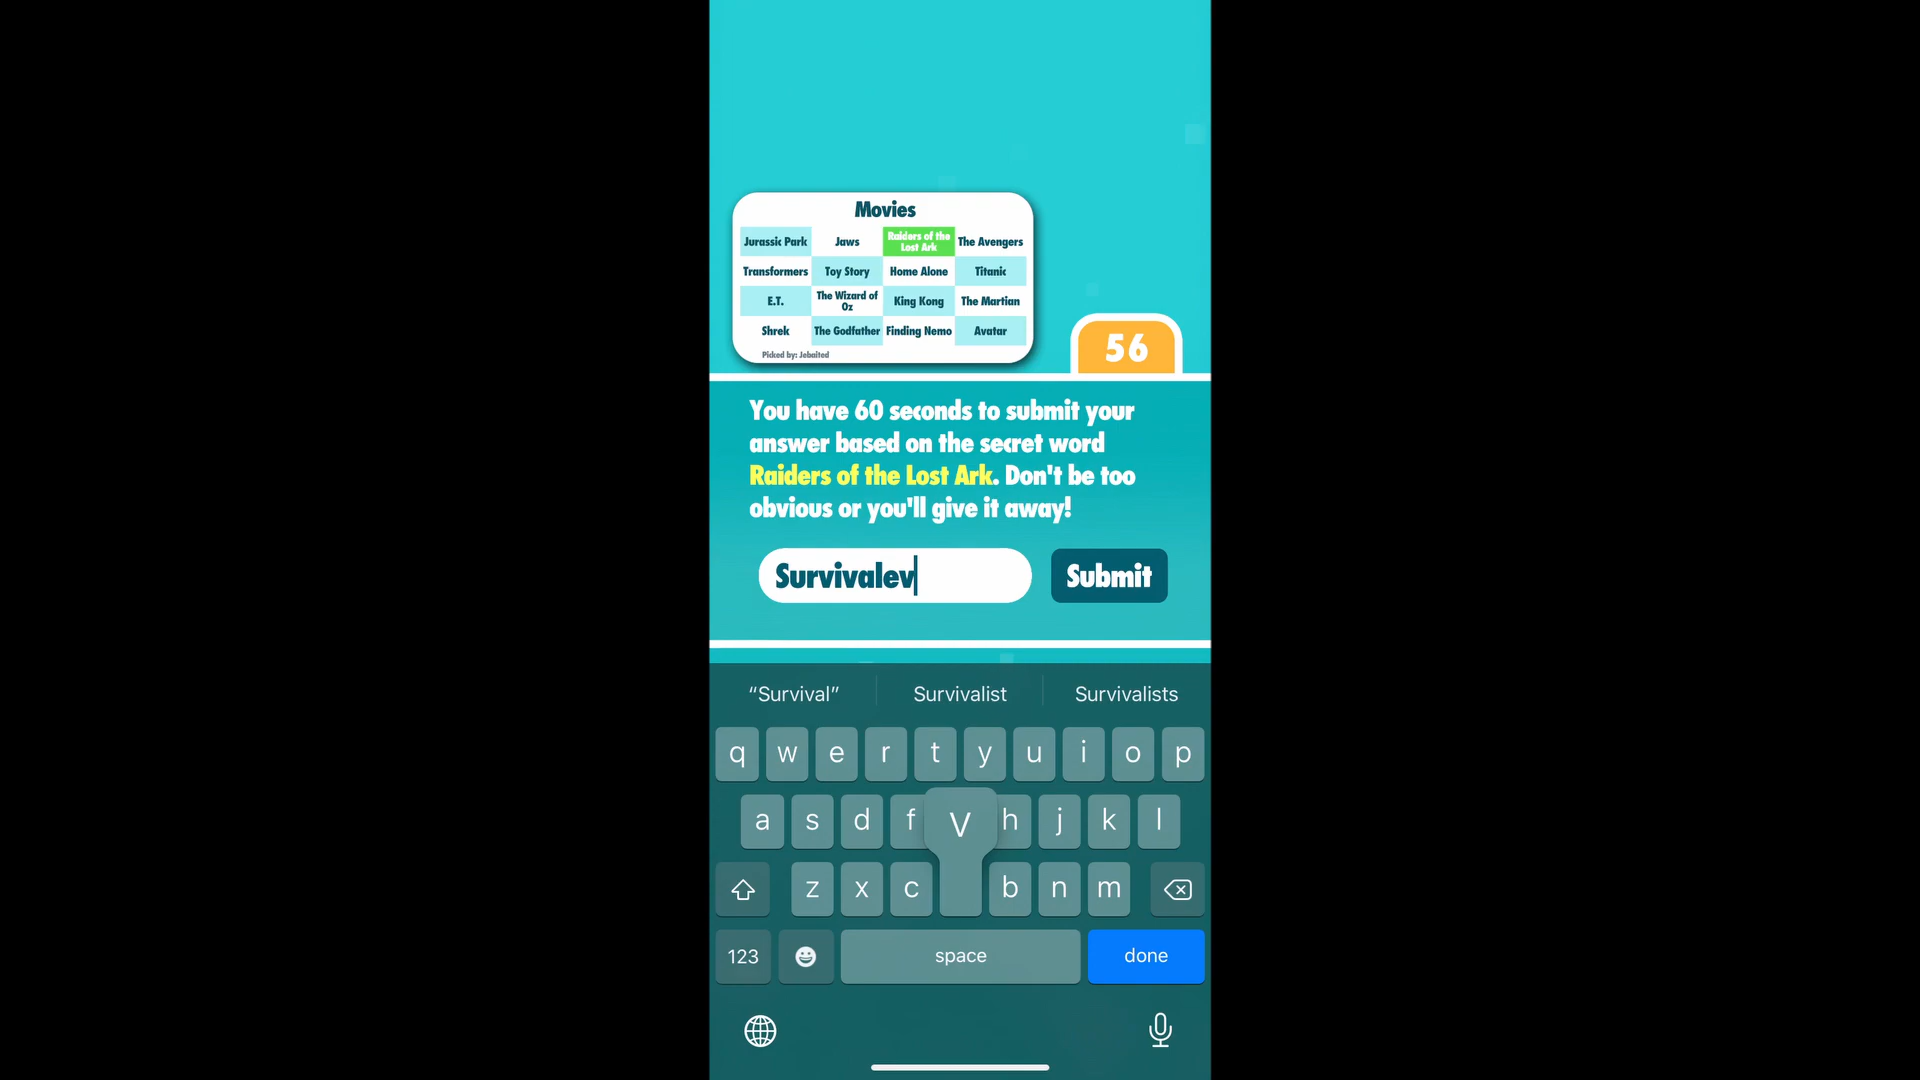 Movies
Jurassic Park Jaws Raiders of the Lost Ark The Avengers
Transformers Toy Story Home Alone Titanic
E.T. The Wizard of Oz King Kong The Martian
Shrek The Godfather Finding Nemo Avatar
Picked by: Jebaited
56
You have 60 seconds to submit your
answer based on the secret word
Raiders of the Lost Ark. Don't be too
obvious or you'll give it away!
Survivalev Submit
“Survival” Survivalist Survivalists
q w e r t y u i o p
a s d f V h j k l
z x c b n m
123 space done